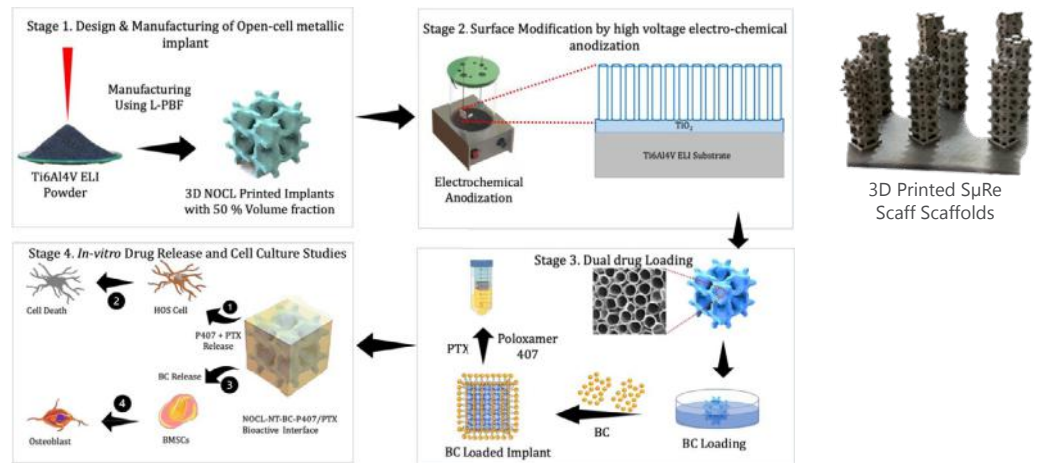 Stage 1. Design & Manufacturing of Open-cell metallic
implant
Manufacturing
Using L-PBF
Ti6Al4V ELI
Powder
3D NOCL Printed Implants
with 50 % Volume fraction
Stage 2. Surface Modification by high voltage electro-chemical
anodization
TiO₂
Ti6Al4V ELI Substrate
Electrochemical
Anodization
3D Printed SµRe
Scaff Scaffolds
Stage 3. Dual drug Loading
PTX
Poloxamer
407
BC
BC Loaded Implant
BC Loading
Stage 4. In-vitro Drug Release and Cell Culture Studies
Cell Death
2
HOS Cell
1
P407 + PTX
Release
BC Release
3
4
Osteoblast
BMSCs
NOCL-NT-BC-P407/PTX
Bioactive Interface